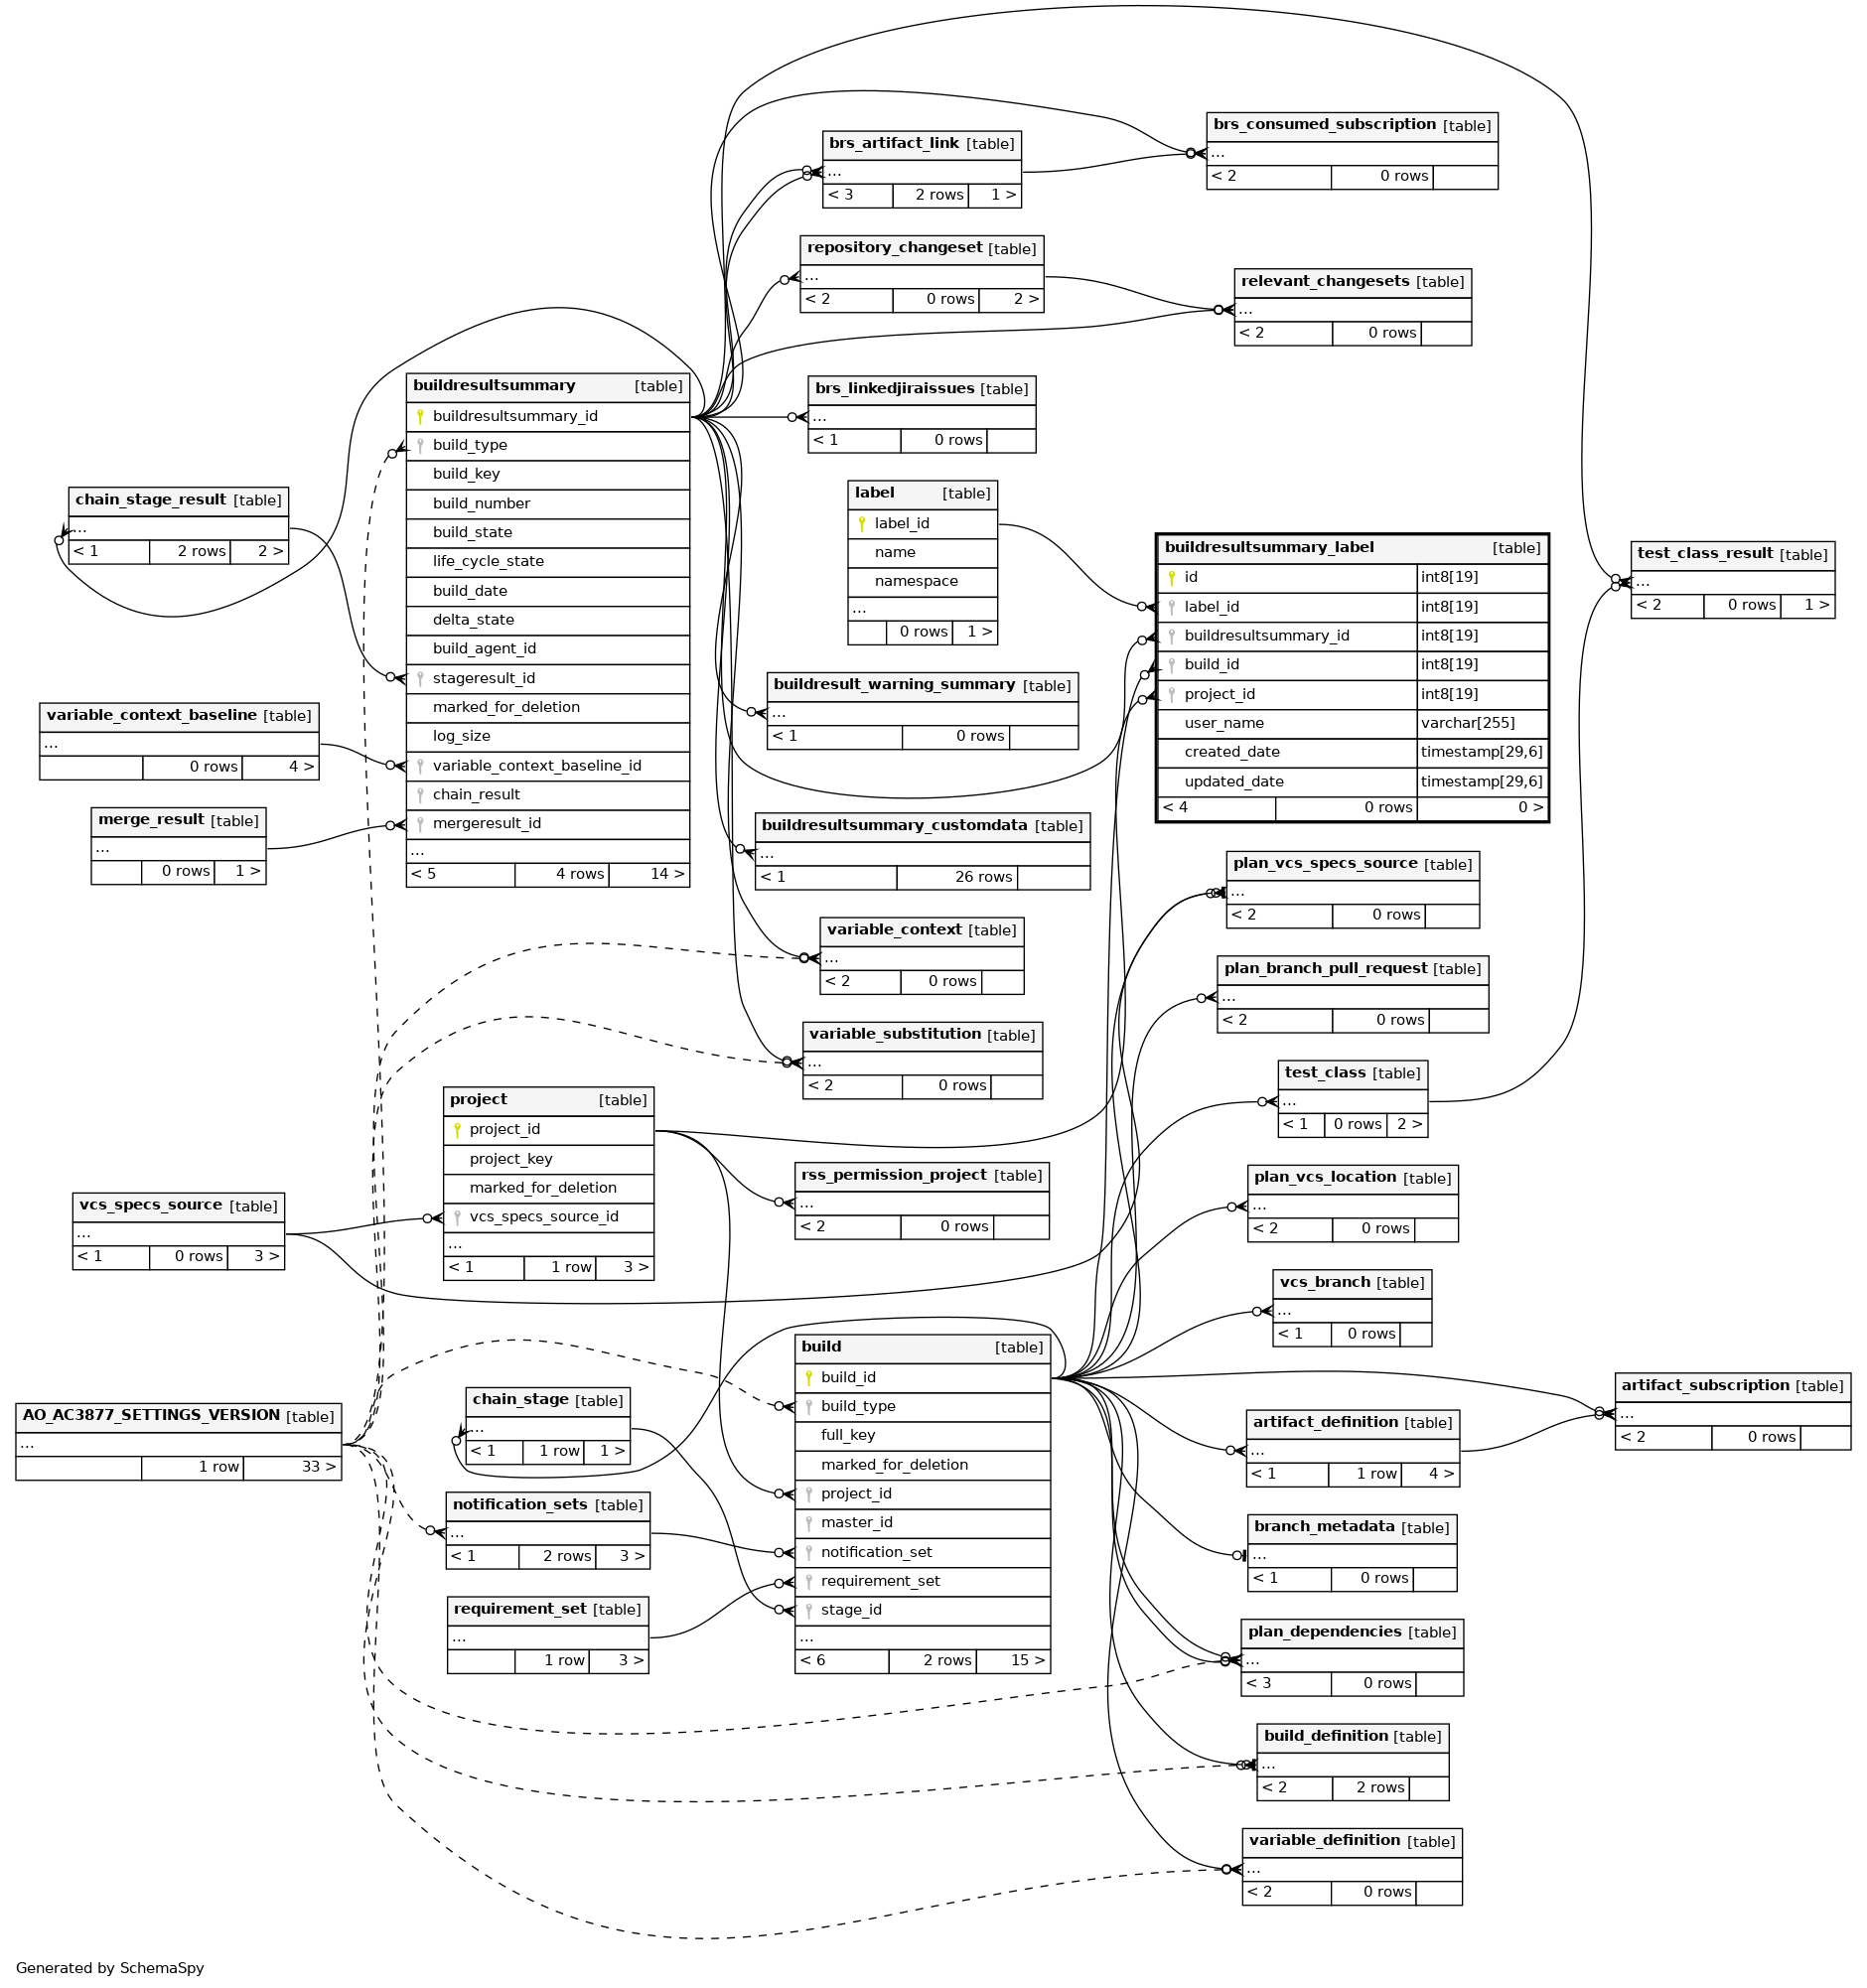 brs_consumed_subscription [table]
...
< 2 0 rows
brs_artifact_link [table]
...
< 3 2 rows 1 >
repository_changeset [table]
...
< 2 0 rows 2 >
relevant_changesets [table]
...
< 2 0 rows
buildresultsummary [table]
buildresultsummary_id
build_type
build_key
build_number
build_state
life_cycle_state
build_date
delta_state
build_agent_id
stageresult_id
marked_for_deletion
log_size
variable_context_baseline_id
chain_result
mergeresult_id
...
< 5 4 rows 14 >
brs_linkedjiraissues [table]
...
< 1 0 rows
chain_stage_result [table]
...
< 1 2 rows 2 >
label [table]
label_id
name
namespace
...
0 rows 1 >
buildresultsummary_label [table]
id int8[19]
label_id int8[19]
buildresultsummary_id int8[19]
build_id int8[19]
project_id int8[19]
user_name varchar[255]
created_date timestamp[29,6]
updated_date timestamp[29,6]
< 4 0 rows 0 >
test_class_result [table]
...
< 2 0 rows 1 >
variable_context_baseline [table]
...
0 rows 4 >
buildresult_warning_summary [table]
...
< 1 0 rows
merge_result [table]
...
0 rows 1 >
buildresultsummary_customdata [table]
...
< 1 26 rows
plan_vcs_specs_source [table]
...
< 2 0 rows
variable_context [table]
...
< 2 0 rows
plan_branch_pull_request [table]
...
< 2 0 rows
variable_substitution [table]
...
< 2 0 rows
test_class [table]
...
< 1 0 rows 2 >
project [table]
project_id
project_key
marked_for_deletion
vcs_specs_source_id
...
< 1 1 row 3 >
rss_permission_project [table]
...
< 2 0 rows
plan_vcs_location [table]
...
< 2 0 rows
vcs_specs_source [table]
...
< 1 0 rows 3 >
vcs_branch [table]
...
< 1 0 rows
build [table]
build_id
build_type
full_key
marked_for_deletion
project_id
master_id
notification_set
requirement_set
stage_id
...
< 6 2 rows 15 >
artifact_subscription [table]
...
< 2 0 rows
chain_stage [table]
...
< 1 1 row 1 >
AO_AC3877_SETTINGS_VERSION [table]
...
1 row 33 >
artifact_definition [table]
...
< 1 1 row 4 >
notification_sets [table]
...
< 1 2 rows 3 >
branch_metadata [table]
...
< 1 0 rows
requirement_set [table]
...
1 row 3 >
plan_dependencies [table]
...
< 3 0 rows
build_definition [table]
...
< 2 2 rows
variable_definition [table]
...
< 2 0 rows
Generated by SchemaSpy